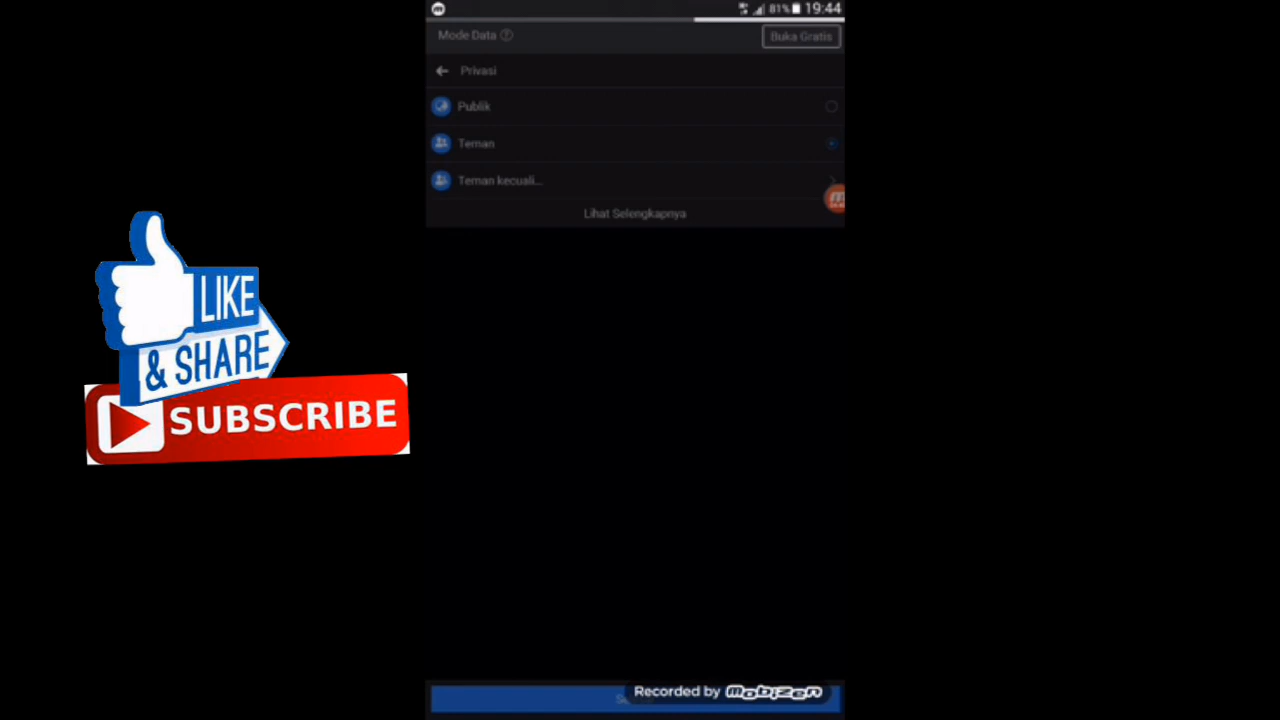 81% 19:44
Mode Data
Buka Gratis
Privasi
Publik
Teman
Teman kecuali...
Lihat Selengkapnya
LIKE
& SHARE
SUBSCRIBE
Recorded by mobizen